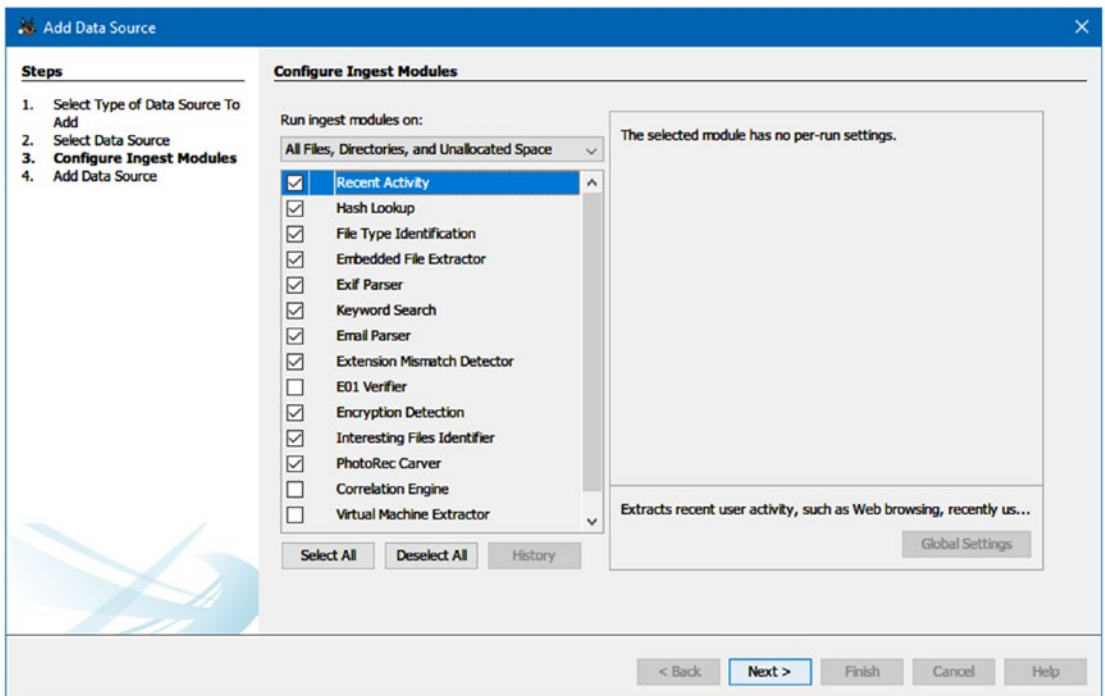 Add Data Source
Steps
1. Select Type of Data Source To
Add
2. Select Data Source
3. Configure Ingest Modules
4. Add Data Source
Configure Ingest Modules
Run ingest modules on:
All Files, Directories, and Unallocated Space
Recent Activity
Hash Lookup
File Type Identification
Embedded File Extractor
Exif Parser
Keyword Search
Email Parser
Extension Mismatch Detector
E01 Verifier
Encryption Detection
Interesting Files Identifier
PhotoRec Carver
Correlation Engine
Virtual Machine Extractor
Select All Deselect All History
The selected module has no per-run settings.
Extracts recent user activity, such as Web browsing, recently us...
Global Settings
< Back Next > Finish Cancel Help